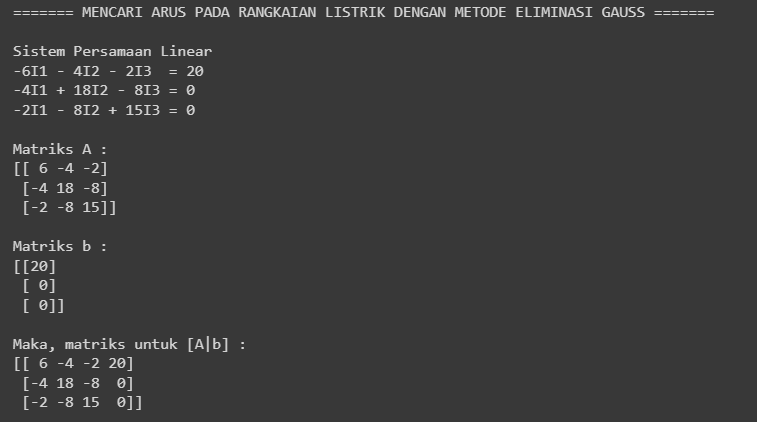 ======= MENCARI ARUS PADA RANGKAIAN LISTRIK DENGAN METODE ELIMINASI GAUSS =======
Sistem Persamaan Linear
-6I1 - 4I2 - 2I3  = 20
-4I1 + 18I2 - 8I3 = 0
-2I1 - 8I2 + 15I3 = 0
Matriks A :
[[ 6 -4 -2]
 [-4 18 -8]
 [-2 -8 15]]
Matriks b :
[[20]
 [ 0]
 [ 0]]
Maka, matriks untuk [A|b] :
[[ 6 -4 -2 20]
 [-4 18 -8  0]
 [-2 -8 15  0]]